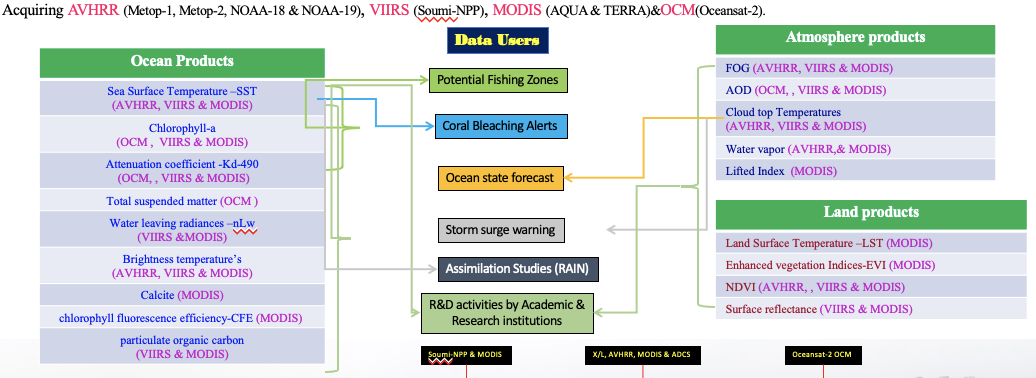 Acquiring AVHRR (Metop-1, Metop-2, NOAA-18 & NOAA-19), VIIRS (Soumi-NPP), MODIS (AQUA & TERRA)&OCM(Oceansat-2).
Ocean Products
Sea Surface Temperature –SST
(AVHRR, VIIRS & MODIS)
Chlorophyll-a
(OCM , VIIRS & MODIS)
Attenuation coefficient -Kd-490
(OCM, , VIIRS & MODIS)
Total suspended matter (OCM )
Water leaving radiances –nLw
(VIIRS &MODIS)
Brightness temperature’s
(AVHRR, VIIRS & MODIS)
Calcite (MODIS)
chlorophyll fluorescence efficiency-CFE (MODIS)
particulate organic carbon
(VIIRS & MODIS)
Data Users
Potential Fishing Zones
Coral Bleaching Alerts
Ocean state forecast
Storm surge warning
Assimilation Studies (RAIN)
R&D activities by Academic &
Research institutions
Atmosphere products
FOG (AVHRR, VIIRS & MODIS)
AOD (OCM, , VIIRS & MODIS)
Cloud top Temperatures
(AVHRR, VIIRS & MODIS)
Water vapor (AVHRR,& MODIS)
Lifted Index (MODIS)
Land products
Land Surface Temperature –LST (MODIS)
Enhanced vegetation Indices-EVI (MODIS)
NDVI (AVHRR, , VIIRS & MODIS)
Surface reflectance (VIIRS & MODIS)
Soumi-NPP & MODIS
X/L, AVHRR, MODIS & ADCS
Oceansat-2 OCM